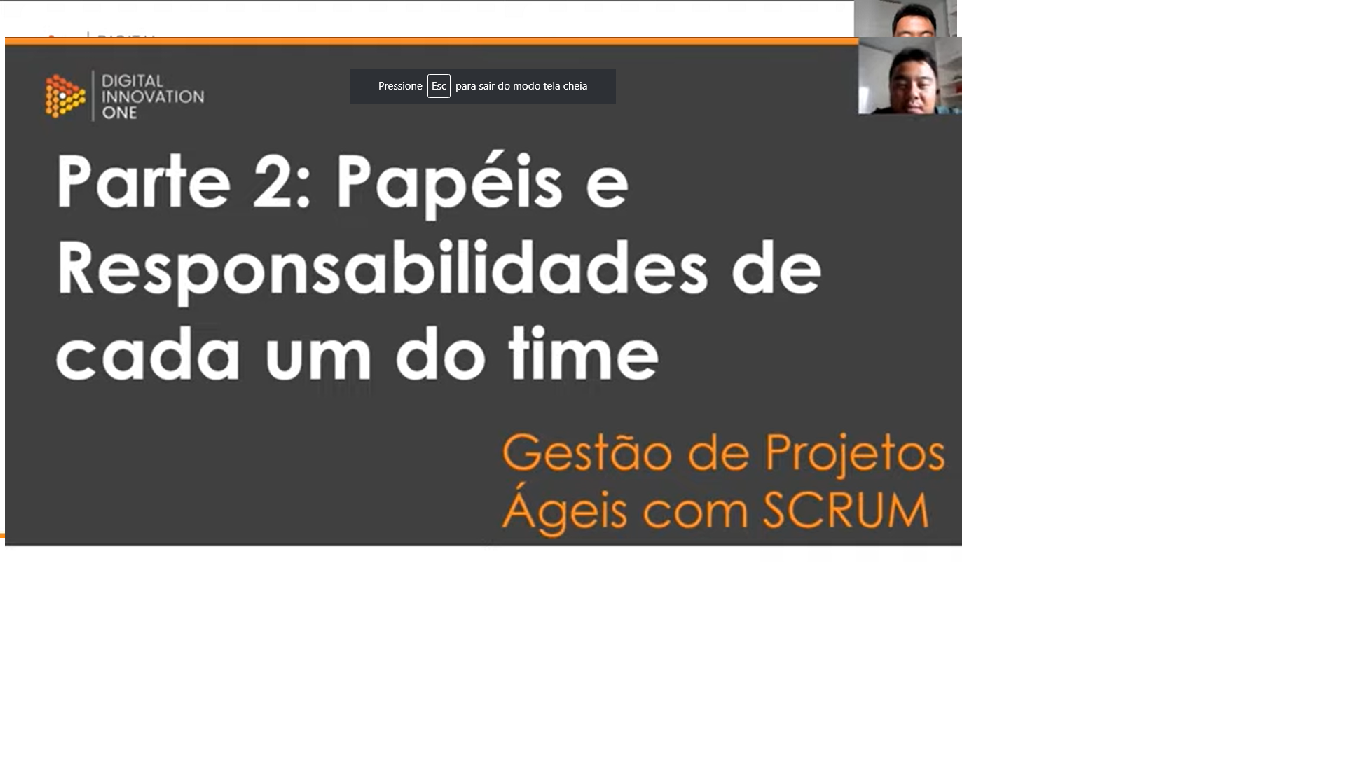 DIGITAL
INNOVATION
ONE
Pressione Esc para sair do modo tela cheia
Parte 2: Papéis e
Responsabilidades de
cada um do time
Gestão de Projetos
Ágeis com SCRUM